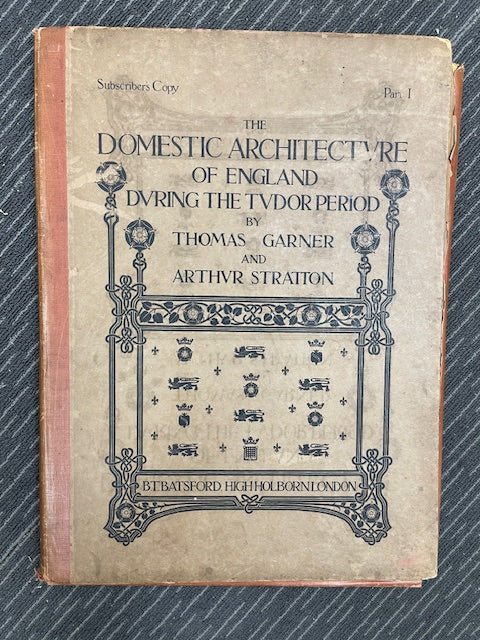 Subscriber's Copy
Part I
THE
DOMESTIC ARCHITECTVRE
OF ENGLAND
DVRING THE TVDOR PERIOD
BY
THOMAS GARNER
AND
ARTHVR STRATTON
B.T.BATSFORD, HIGH HOLBORN, LONDON